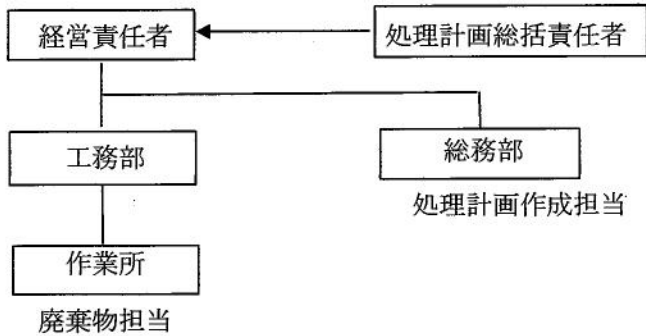 経営責任者
処理計画総括責任者
工務部
総務部
処理計画作成担当
作業所
廃棄物担当